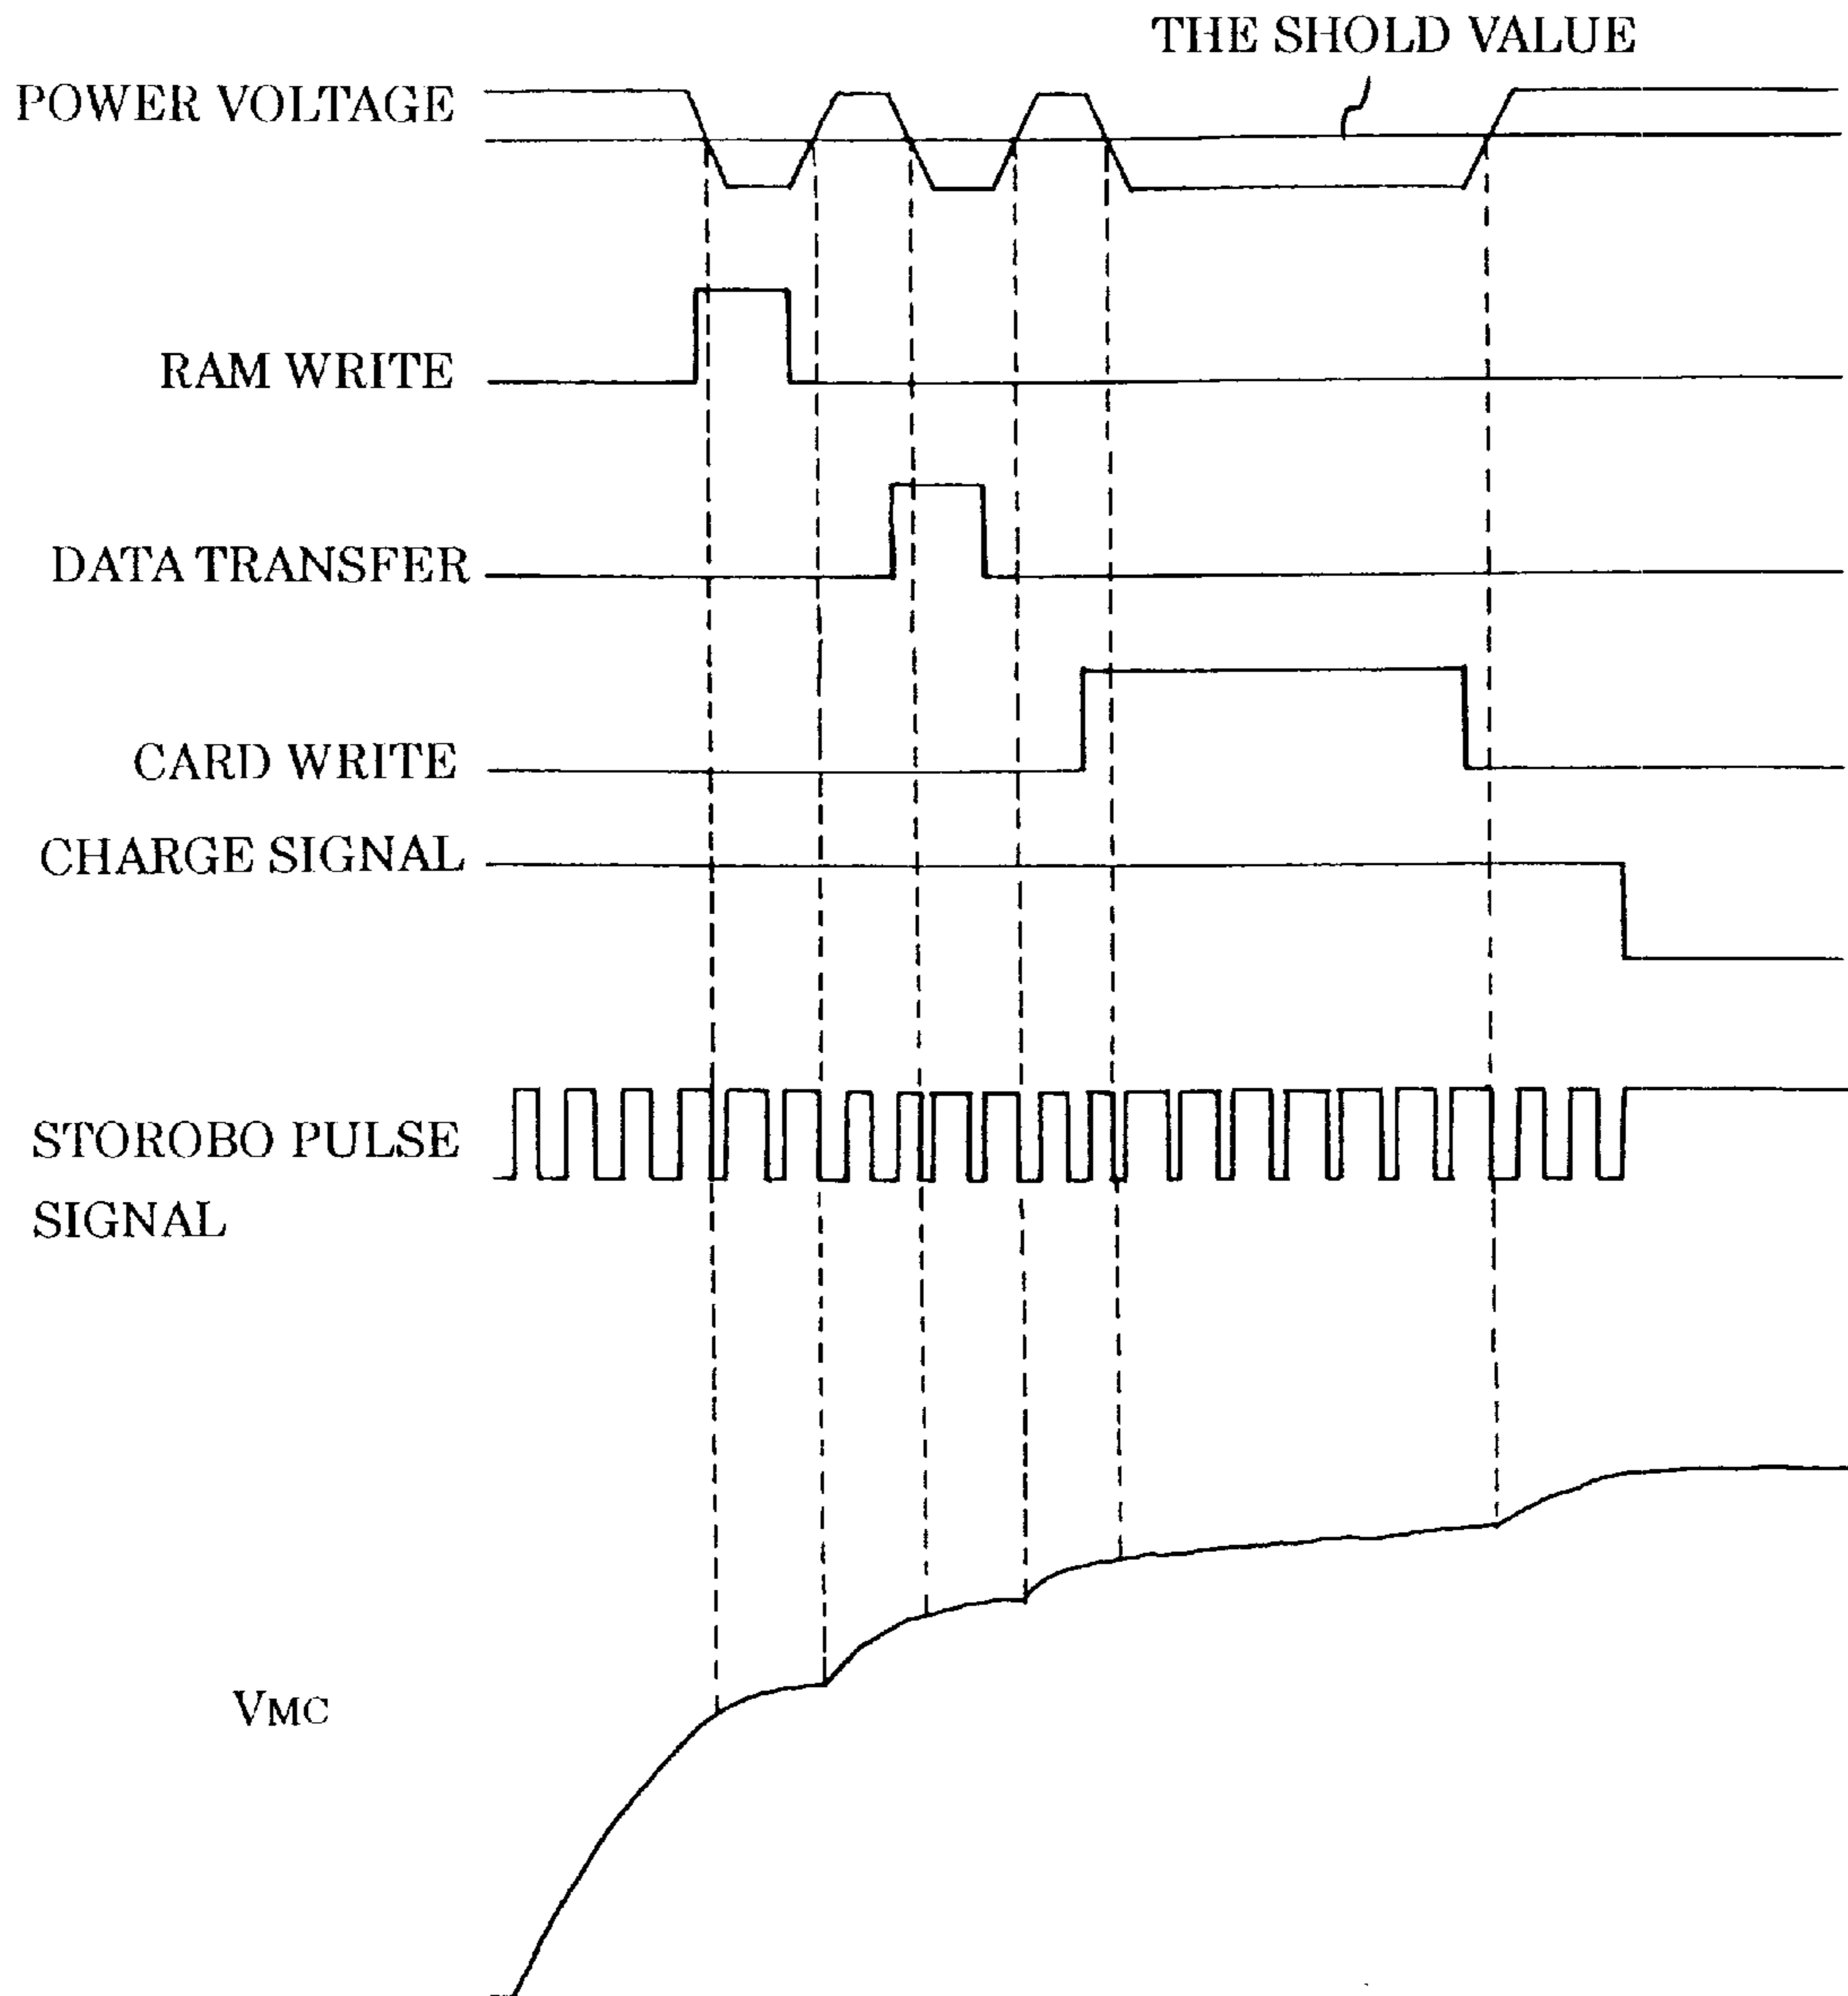 THE SHOLD VALUE
POWER VOLTAGE
RAM WRITE
DATA TRANSFER
CARD WRITE
CHARGE SIGNAL
STOROBO PULSE
SIGNAL
VMC